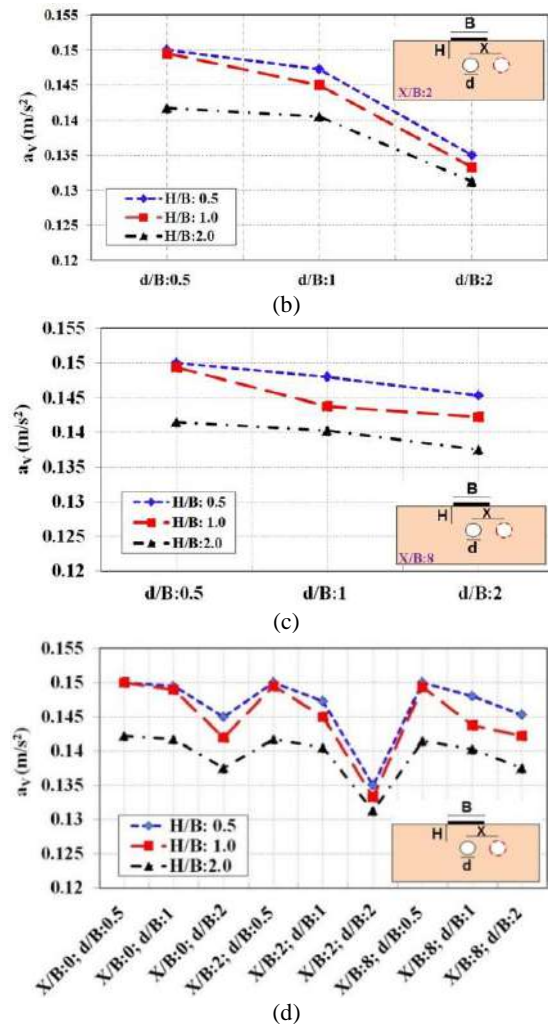 0.155
0.15
0.145
0.14
0.135
0.13
0.125
0.12
aV (m/s²)
B
H
X
d
X/B:2
H/B: 0.5
H/B: 1.0
H/B:2.0
d/B:0.5 d/B:1 d/B:2
(b)
0.155
0.15
0.145
0.14
0.135
0.13
0.125
0.12
aV (m/s²)
H/B: 0.5
H/B: 1.0
H/B:2.0
B
H
X
d
X/B:8
d/B:0.5 d/B:1 d/B:2
(c)
0.155
0.15
0.145
0.14
0.135
0.13
0.125
0.12
aV (m/s²)
H/B: 0.5
H/B: 1.0
H/B:2.0
B
H
X
d
X/B:0; d/B:0.5
X/B:0; d/B:1
X/B:0; d/B:2
X/B:2; d/B:0.5
X/B:2; d/B:1
X/B:2; d/B:2
X/B:8; d/B:0.5
X/B:8; d/B:1
X/B:8; d/B:2
(d)